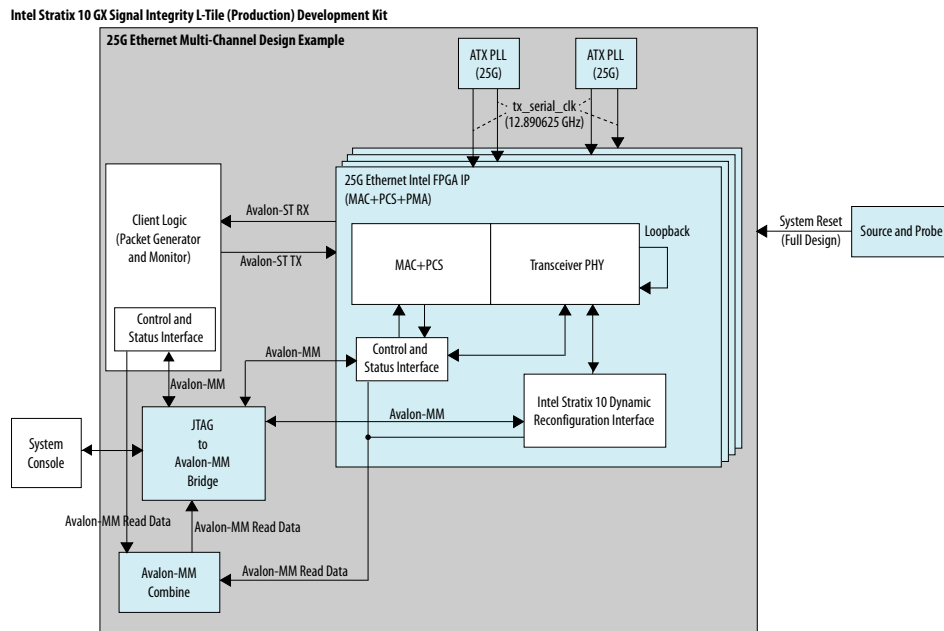 Intel Stratix 10 GX Signal Integrity L-Tile (Production) Development Kit
25G Ethernet Multi-Channel Design Example
ATX PLL
(25G)
ATX PLL
(25G)
tx_serial_clk
(12.890625 GHz)
25G Ethernet Intel FPGA IP
(MAC+PCS+PMA)
Client Logic
(Packet Generator
and Monitor)
Avalon-ST RX
Avalon-ST TX
MAC+PCS
Transceiver PHY
Loopback
System Reset
(Full Design)
Source and Probe
Control and
Status Interface
Avalon-MM
Avalon-MM
Control and
Status Interface
Intel Stratix 10 Dynamic
Reconfiguration Interface
Avalon-MM
System
Console
JTAG
to
Avalon-MM
Bridge
Avalon-MM Read Data
Avalon-MM Read Data
Avalon-MM Read Data
Avalon-MM
Combine